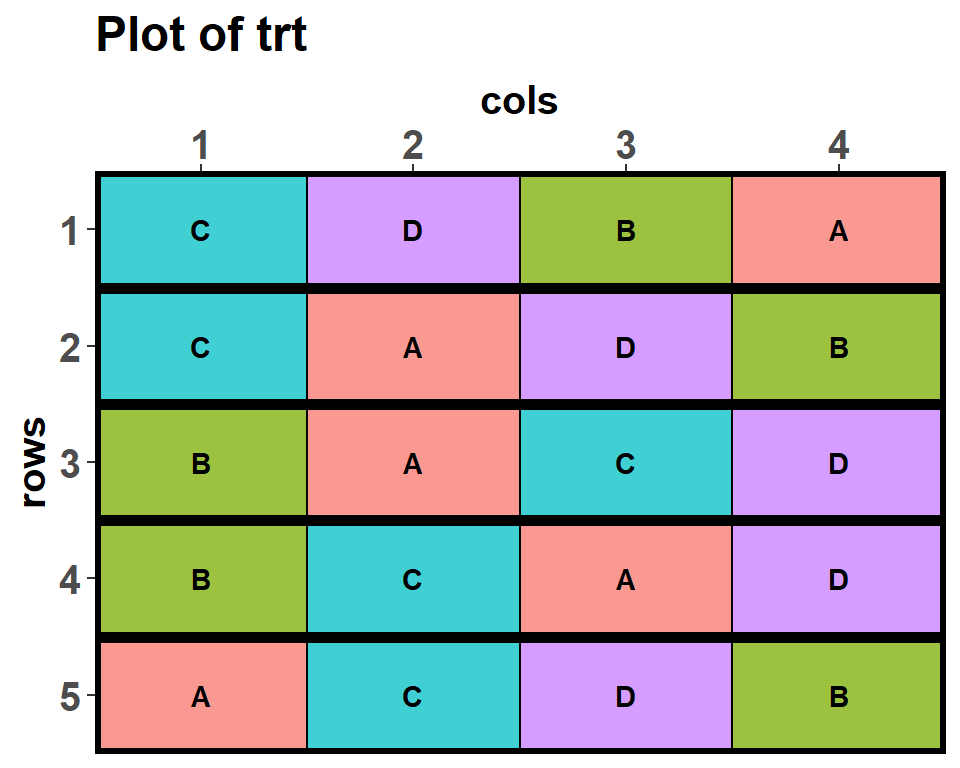 Plot of trt
cols
1 2 3 4
1 C D B A
2 C A D B
rows
3 B A C D
4 B C A D
5 A C D B